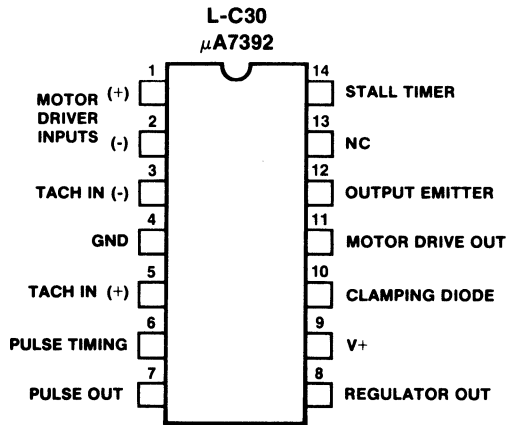 L-C30
μA7392
1 14
MOTOR (+) STALL TIMER
DRIVER
INPUTS
2 13
(-) NC
3 12
TACH IN (-) OUTPUT EMITTER
4 11
GND MOTOR DRIVE OUT
5 10
TACH IN (+) CLAMPING DIODE
6 9
PULSE TIMING V+
7 8
PULSE OUT REGULATOR OUT